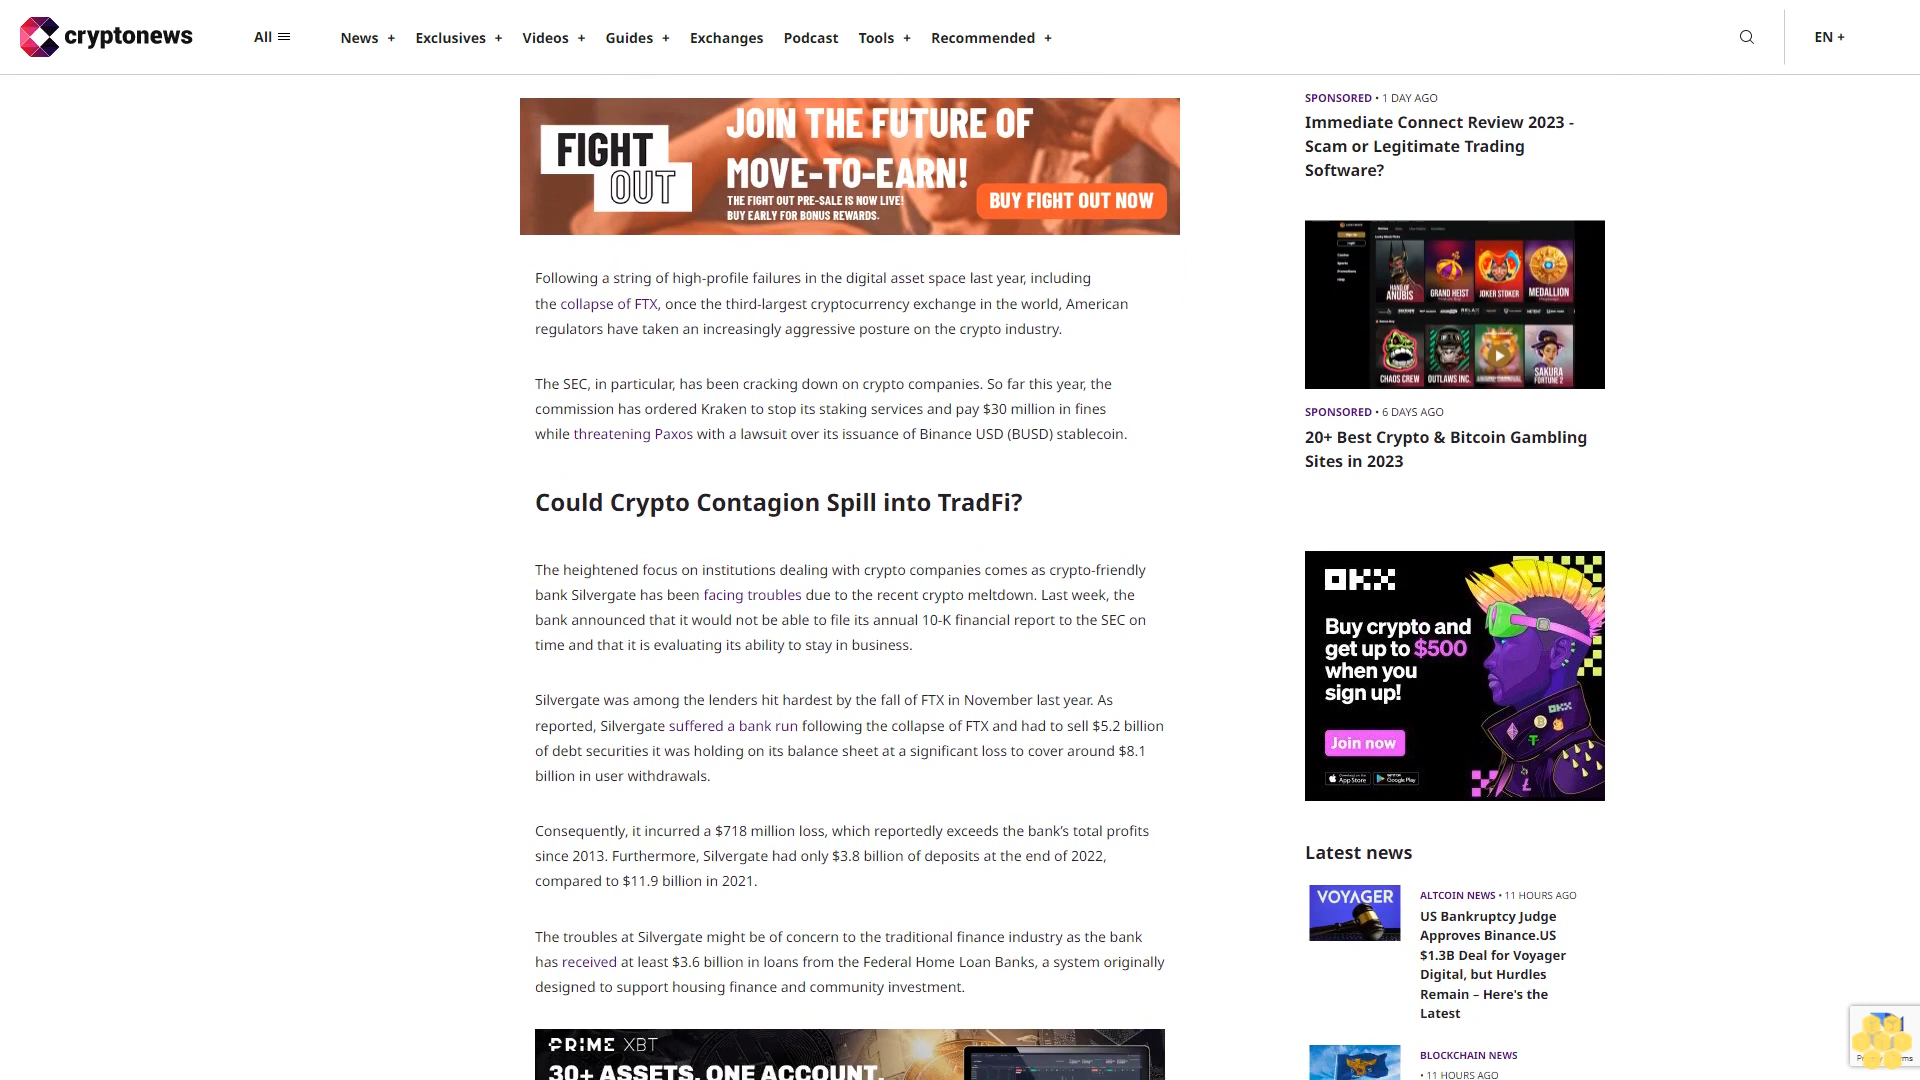 cryptonews
All
News +
Exclusives +
Videos +
Guides +
Exchanges
Podcast
Tools +
Recommended +
EN +
FIGHT
OUT
JOIN THE FUTURE OF
MOVE-TO-EARN!
THE FIGHT OUT PRE-SALE IS NOW LIVE!
BUY EARLY FOR BONUS REWARDS.
BUY FIGHT OUT NOW
Following a string of high-profile failures in the digital asset space last year, including
the collapse of FTX, once the third-largest cryptocurrency exchange in the world, American
regulators have taken an increasingly aggressive posture on the crypto industry.
The SEC, in particular, has been cracking down on crypto companies. So far this year, the
commission has ordered Kraken to stop its staking services and pay $30 million in fines
while threatening Paxos with a lawsuit over its issuance of Binance USD (BUSD) stablecoin.
Could Crypto Contagion Spill into TradFi?
The heightened focus on institutions dealing with crypto companies comes as crypto-friendly
bank Silvergate has been facing troubles due to the recent crypto meltdown. Last week, the
bank announced that it would not be able to file its annual 10-K financial report to the SEC on
time and that it is evaluating its ability to stay in business.
Silvergate was among the lenders hit hardest by the fall of FTX in November last year. As
reported, Silvergate suffered a bank run following the collapse of FTX and had to sell $5.2 billion
of debt securities it was holding on its balance sheet at a significant loss to cover around $8.1
billion in user withdrawals.
Consequently, it incurred a $718 million loss, which reportedly exceeds the bank’s total profits
since 2013. Furthermore, Silvergate had only $3.8 billion of deposits at the end of 2022,
compared to $11.9 billion in 2021.
The troubles at Silvergate might be of concern to the traditional finance industry as the bank
has received at least $3.6 billion in loans from the Federal Home Loan Banks, a system originally
designed to support housing finance and community investment.
PRIME XBT
30+ ASSETS. ONE ACCOUNT.
SPONSORED • 1 DAY AGO
Immediate Connect Review 2023 -
Scam or Legitimate Trading
Software?
HAND OF
ANUBIS
GRAND HEIST
JOKER STOKER
MEDALLION
CHAOS CREW
OUTLAWS INC.
SAKURA
FORTUNE 2
SPONSORED • 6 DAYS AGO
20+ Best Crypto & Bitcoin Gambling
Sites in 2023
OKX
Buy crypto and
get up to $500
when you
sign up!
Join now
App Store
Google Play
Latest news
VOYAGER
ALTCOIN NEWS • 11 HOURS AGO
US Bankruptcy Judge
Approves Binance.US
$1.3B Deal for Voyager
Digital, but Hurdles
Remain – Here's the
Latest
BLOCKCHAIN NEWS
• 11 HOURS AGO